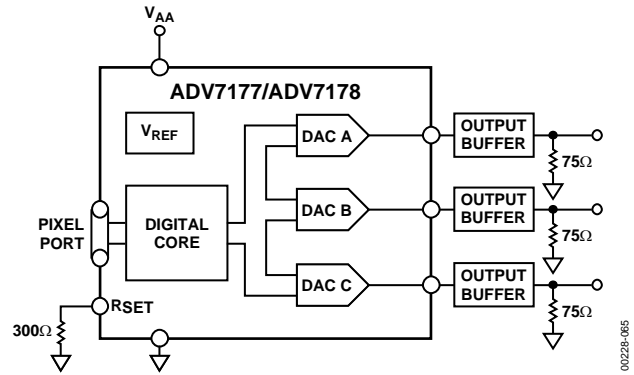 VAA
ADV7177/ADV7178
VREF
DAC A
OUTPUT
BUFFER
75Ω
PIXEL
PORT
DIGITAL
CORE
DAC B
OUTPUT
BUFFER
75Ω
DAC C
OUTPUT
BUFFER
75Ω
RSET
300Ω
00228-065